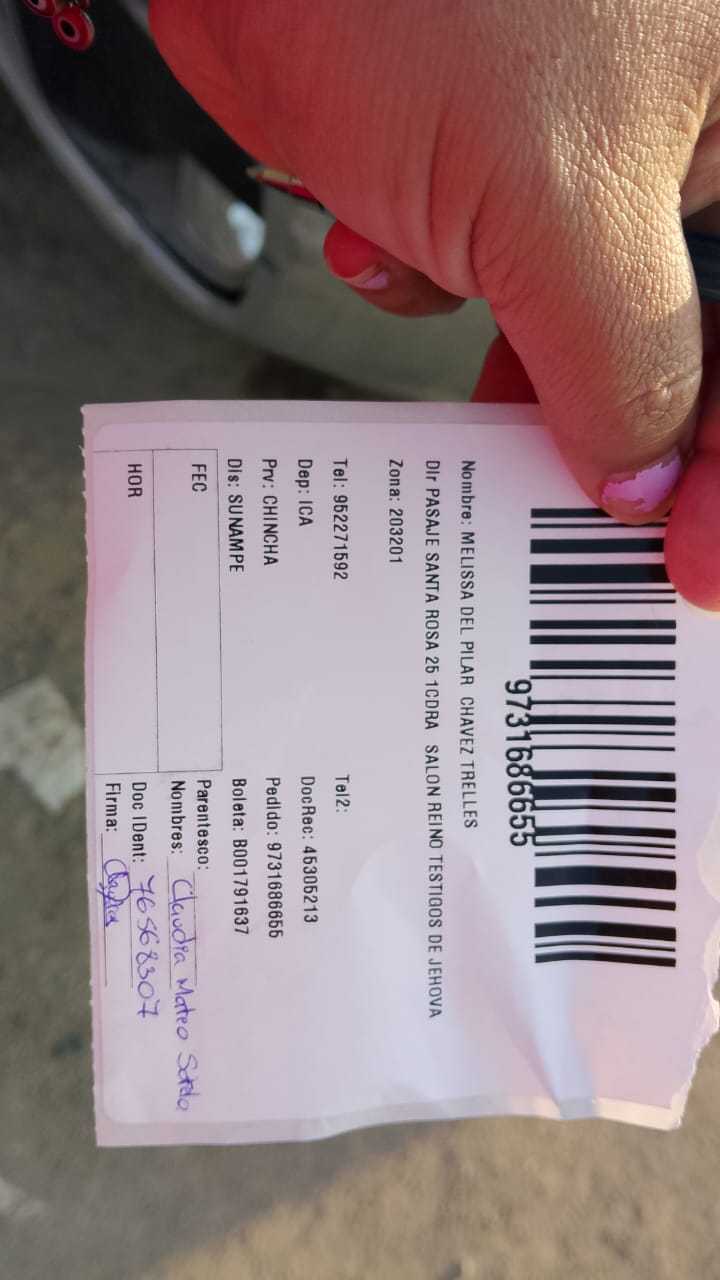 9731686655
Nombre: MELISSA DEL PILAR CHAVEZ TRELLES
Dir PASAJE SANTA ROSA 25 1CDRA SALON REINO TESTIGOS DE JEHOVA
Zona: 203201
Tel: 952271592 Tel2:
Dep: ICA DocRec: 45305213
Prv: CHINCHA Pedido: 9731686655
Dis: SUNAMPE Boleta: B001791637
FEC
HOR
Parentesco:
Nombres: Claudia Mateo Sotelo
Doc IDent: 76568307
Firma: